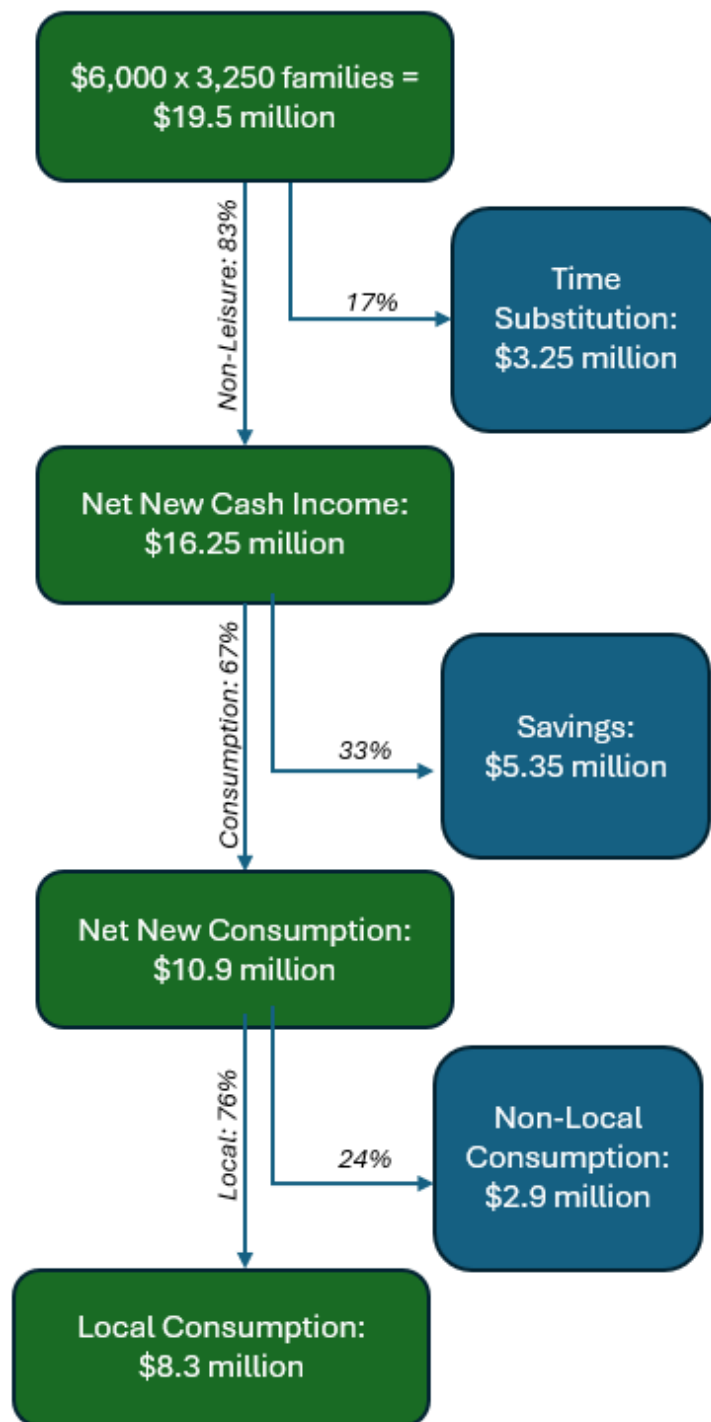 $6,000 x 3,250 families =
$19.5 million
Non-Leisure: 83%
17%
Time
Substitution:
$3.25 million
Net New Cash Income:
$16.25 million
Consumption: 67%
33%
Savings:
$5.35 million
Net New Consumption:
$10.9 million
Local: 76%
24%
Non-Local
Consumption:
$2.9 million
Local Consumption:
$8.3 million